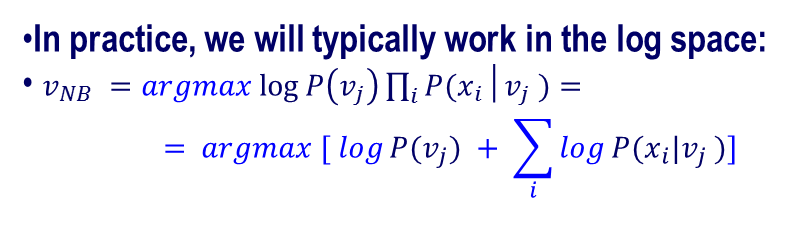 •In practice, we will typically work in the log space:
• v_NB = argmax log P(v_j) ∏_i P(x_i | v_j ) =
= argmax [ log P(v_j) + ∑_i log P(x_i|v_j )]